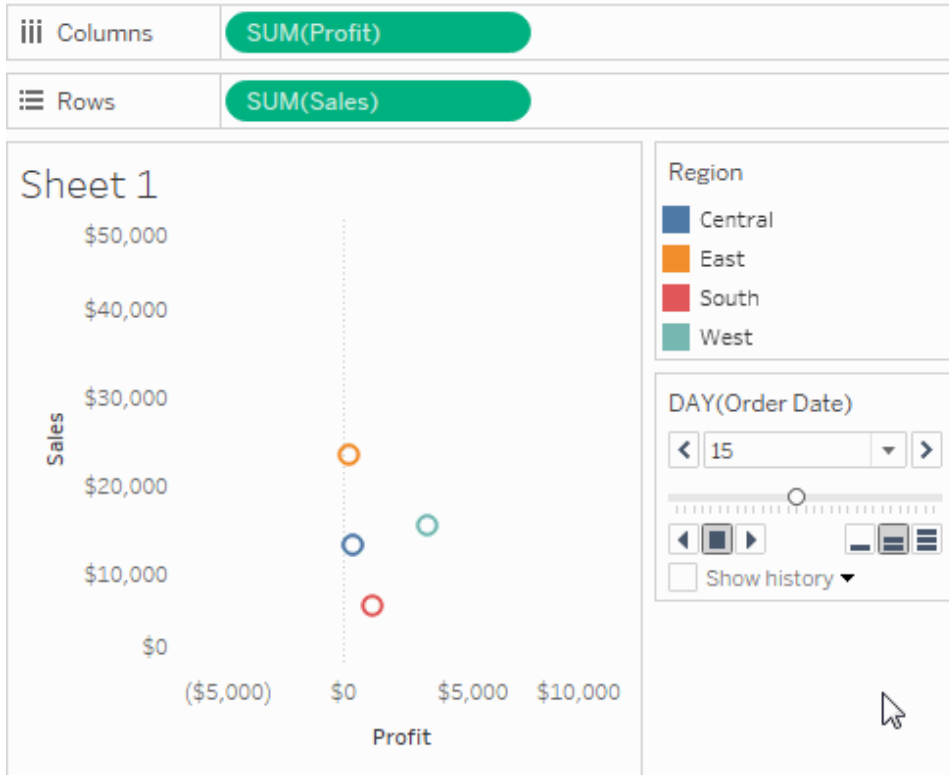 Columns
SUM(Profit)
Rows
SUM(Sales)
Sheet 1
$50,000
$40,000
$30,000
$20,000
$10,000
$0
Sales
($5,000) $0 $5,000 $10,000
Profit
Region
Central
East
South
West
DAY(Order Date)
15
Show history